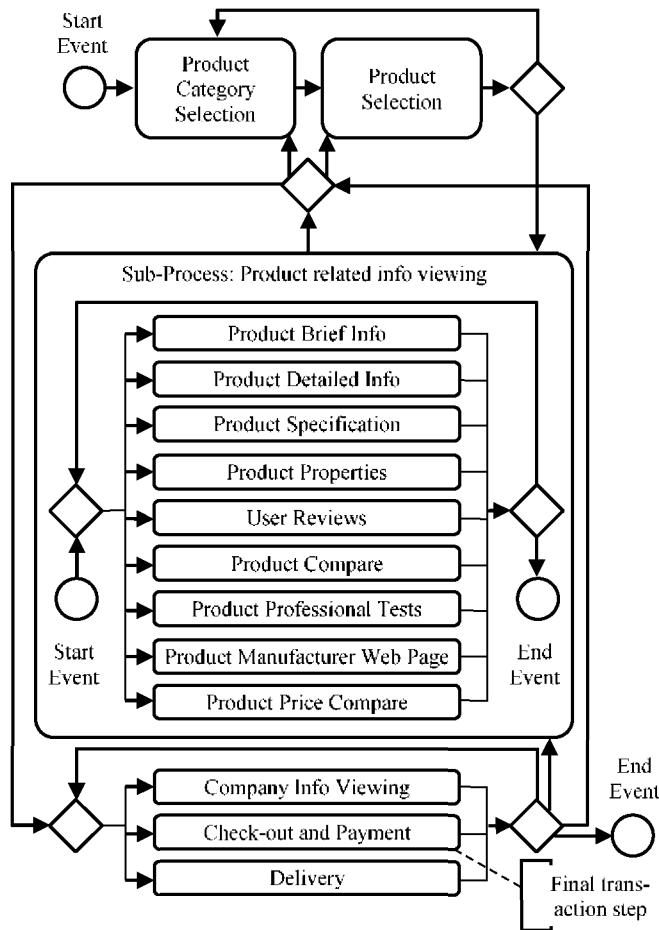 Start
Event
Product
Category
Selection
Product
Selection
Sub-Process: Product related info viewing
Product Brief Info
Product Detailed Info
Product Specification
Product Properties
User Reviews
Product Compare
Product Professional Tests
Start
Event
End
Event
Product Manufacturer Web Page
Product Price Compare
Company Info Viewing
Check-out and Payment
Delivery
End
Event
Final trans-
action step